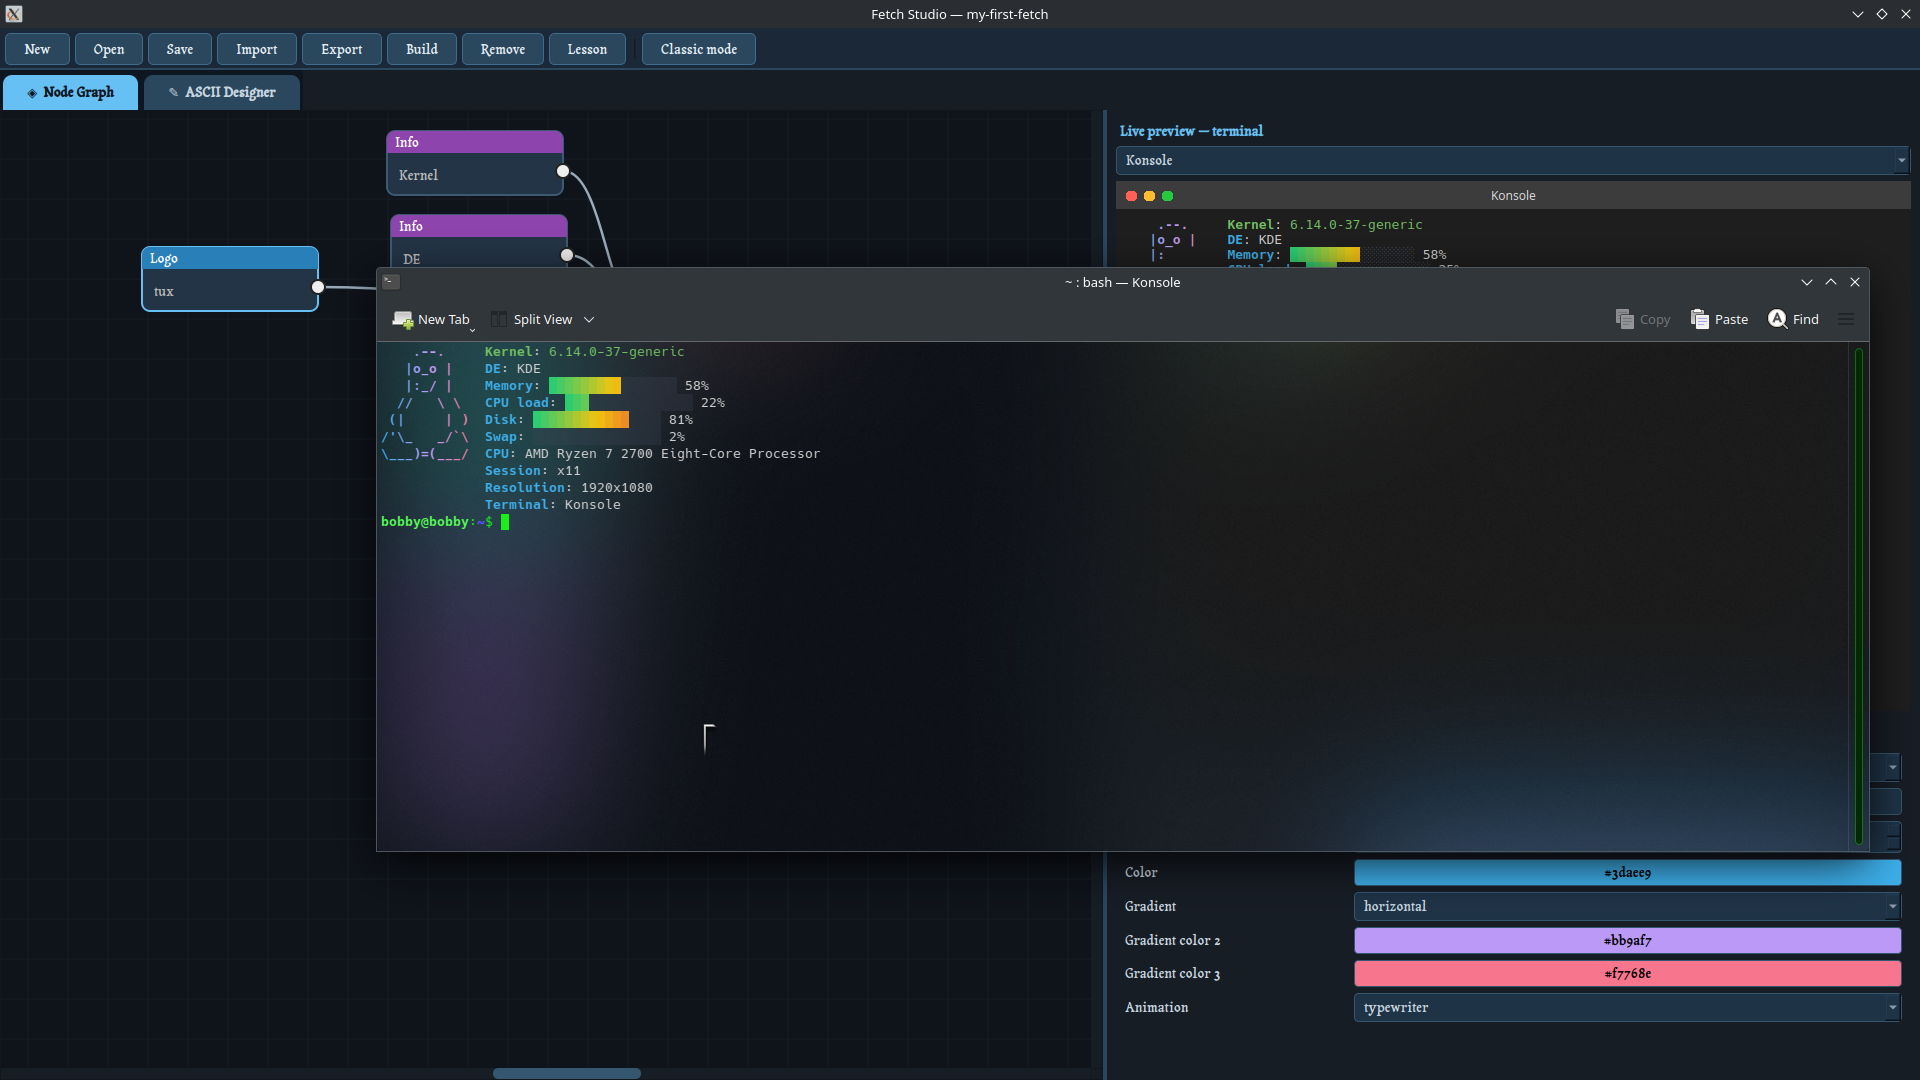 Fetch Studio — my-first-fetch
New Open Save Import Export Build Remove Lesson Classic mode
◈ Node Graph ✎ ASCII Designer
Info
Kernel
Info
DE
Logo
tux
Live preview — terminal
Konsole
Konsole
.--. Kernel: 6.14.0-37-generic
|o_o | DE: KDE
|: Memory: 58%
~ : bash — Konsole
New Tab Split View Copy Paste Find
.--. Kernel: 6.14.0-37-generic
|o_o | DE: KDE
|:_/ | Memory: 58%
// \ \ CPU load: 22%
(| | ) Disk: 81%
/'\_ _/`\ Swap: 2%
\___)=(___/ CPU: AMD Ryzen 7 2700 Eight-Core Processor
Session: x11
Resolution: 1920x1080
Terminal: Konsole
bobby@bobby:~$
Color #3daee9
Gradient horizontal
Gradient color 2 #bb9af7
Gradient color 3 #f7768e
Animation typewriter